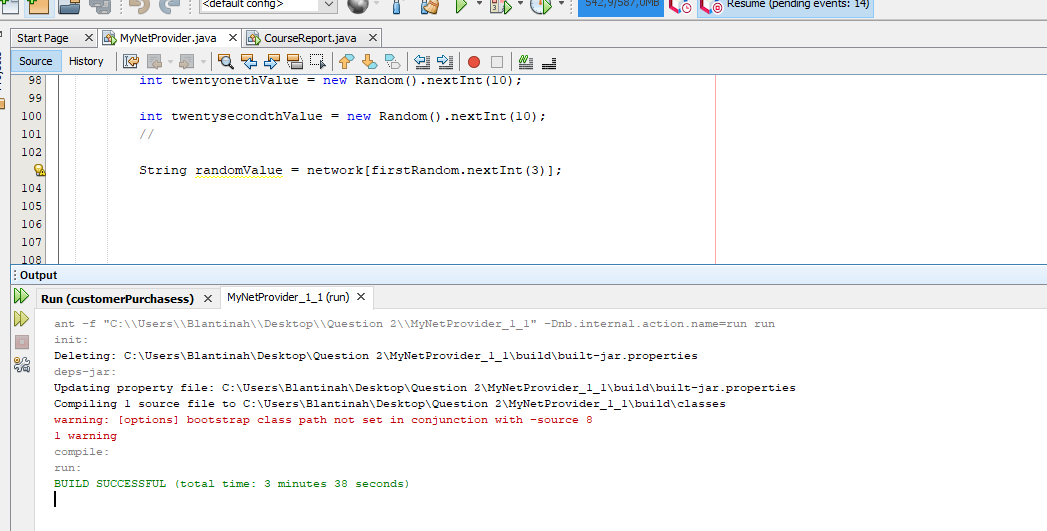 <default config>
542,9/587,0MB
Resume (pending events: 14)
Start Page
MyNetProvider.java
CourseReport.java
Source
History
98 int twentyonethValue = new Random().nextInt(10);
99
100 int twentysecondthValue = new Random().nextInt(10);
101 //
102
String randomValue = network[firstRandom.nextInt(3)];
104
105
106
107
108
Output
Run (customerPurchasess)
MyNetProvider_1_1 (run)
ant -f "C:\\Users\\Blantinah\\Desktop\\Question 2\\MyNetProvider_1_1" -Dnb.internal.action.name=run run
init:
Deleting: C:\Users\Blantinah\Desktop\Question 2\MyNetProvider_1_1\build\built-jar.properties
deps-jar:
Updating property file: C:\Users\Blantinah\Desktop\Question 2\MyNetProvider_1_1\build\built-jar.properties
Compiling 1 source file to C:\Users\Blantinah\Desktop\Question 2\MyNetProvider_1_1\build\classes
warning: [options] bootstrap class path not set in conjunction with -source 8
1 warning
compile:
run:
BUILD SUCCESSFUL (total time: 3 minutes 38 seconds)